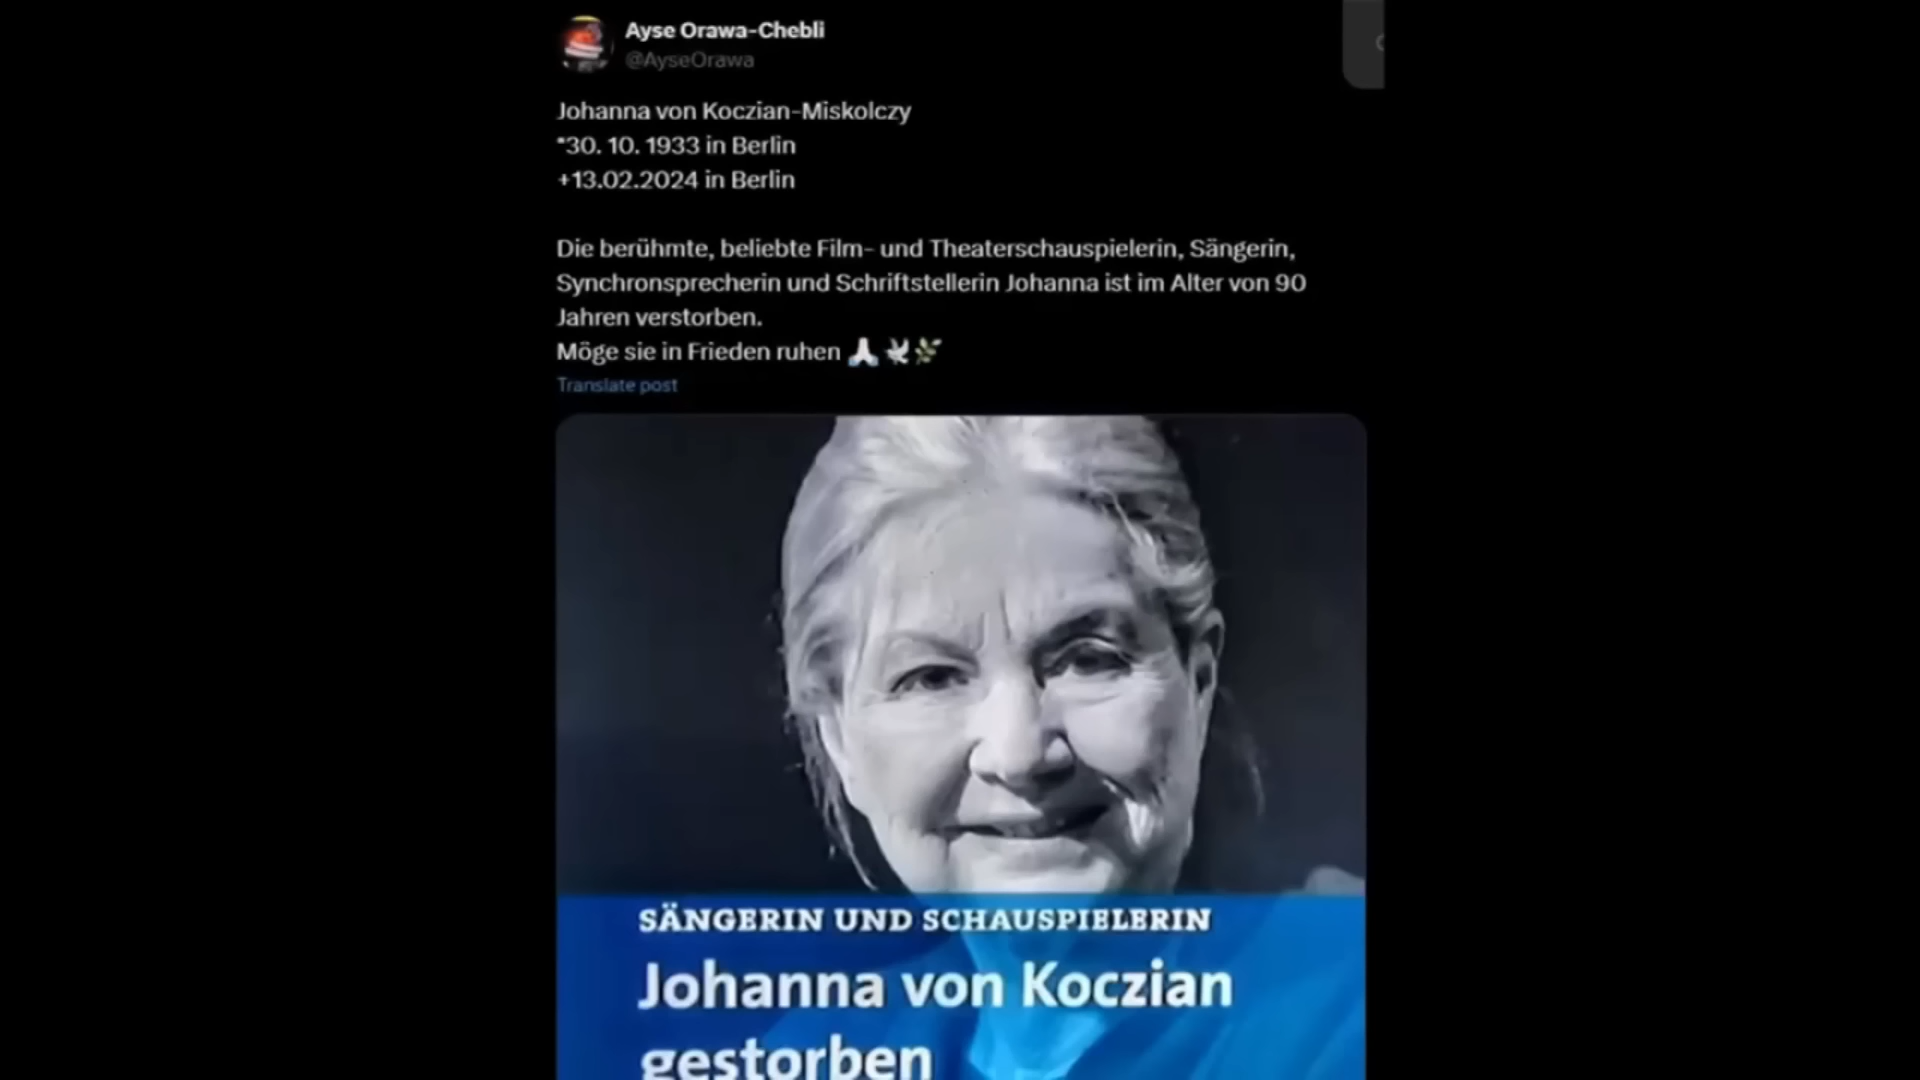 Ayse Orawa-Chebli
@AyseOrawa
Johanna von Koczian-Miskolczy
*30. 10. 1933 in Berlin
+13.02.2024 in Berlin
Die berühmte, beliebte Film- und Theaterschauspielerin, Sängerin,
Synchronsprecherin und Schriftstellerin Johanna ist im Alter von 90
Jahren verstorben.
Möge sie in Frieden ruhen 🙏🕊🌿
Translate post
SÄNGERIN UND SCHAUSPIELERIN
Johanna von Koczian
gestorben